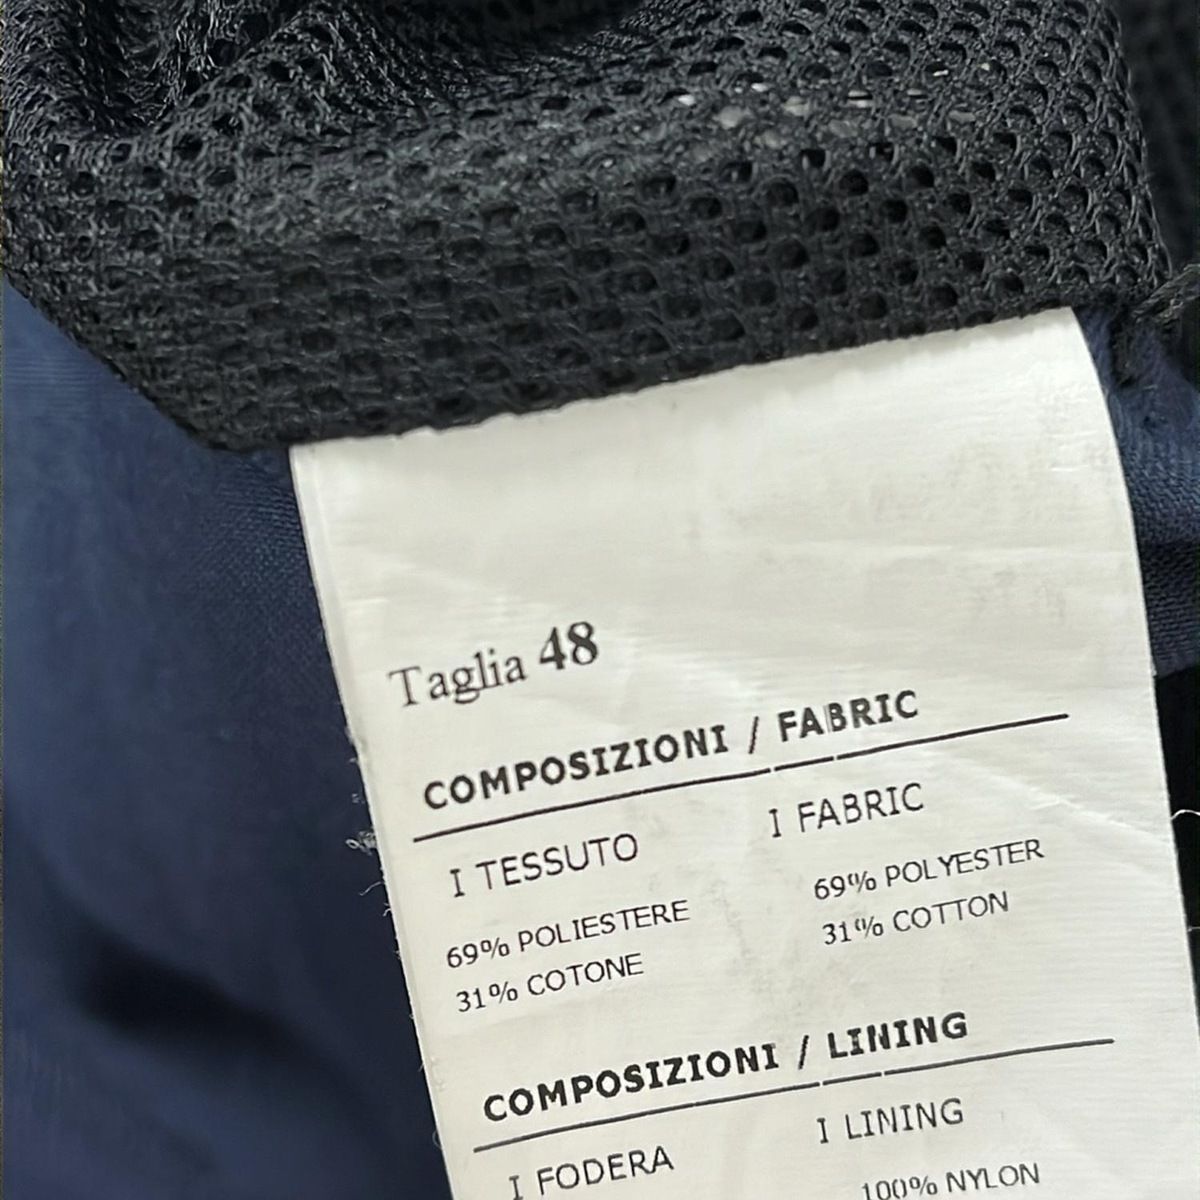 Taglia 48
COMPOSIZIONI / FABRIC
I TESSUTO I FABRIC
69% POLIESTERE 69% POLYESTER
31% COTONE 31% COTTON
COMPOSIZIONI / LINING
I FODERA I LINING
100% NYLON